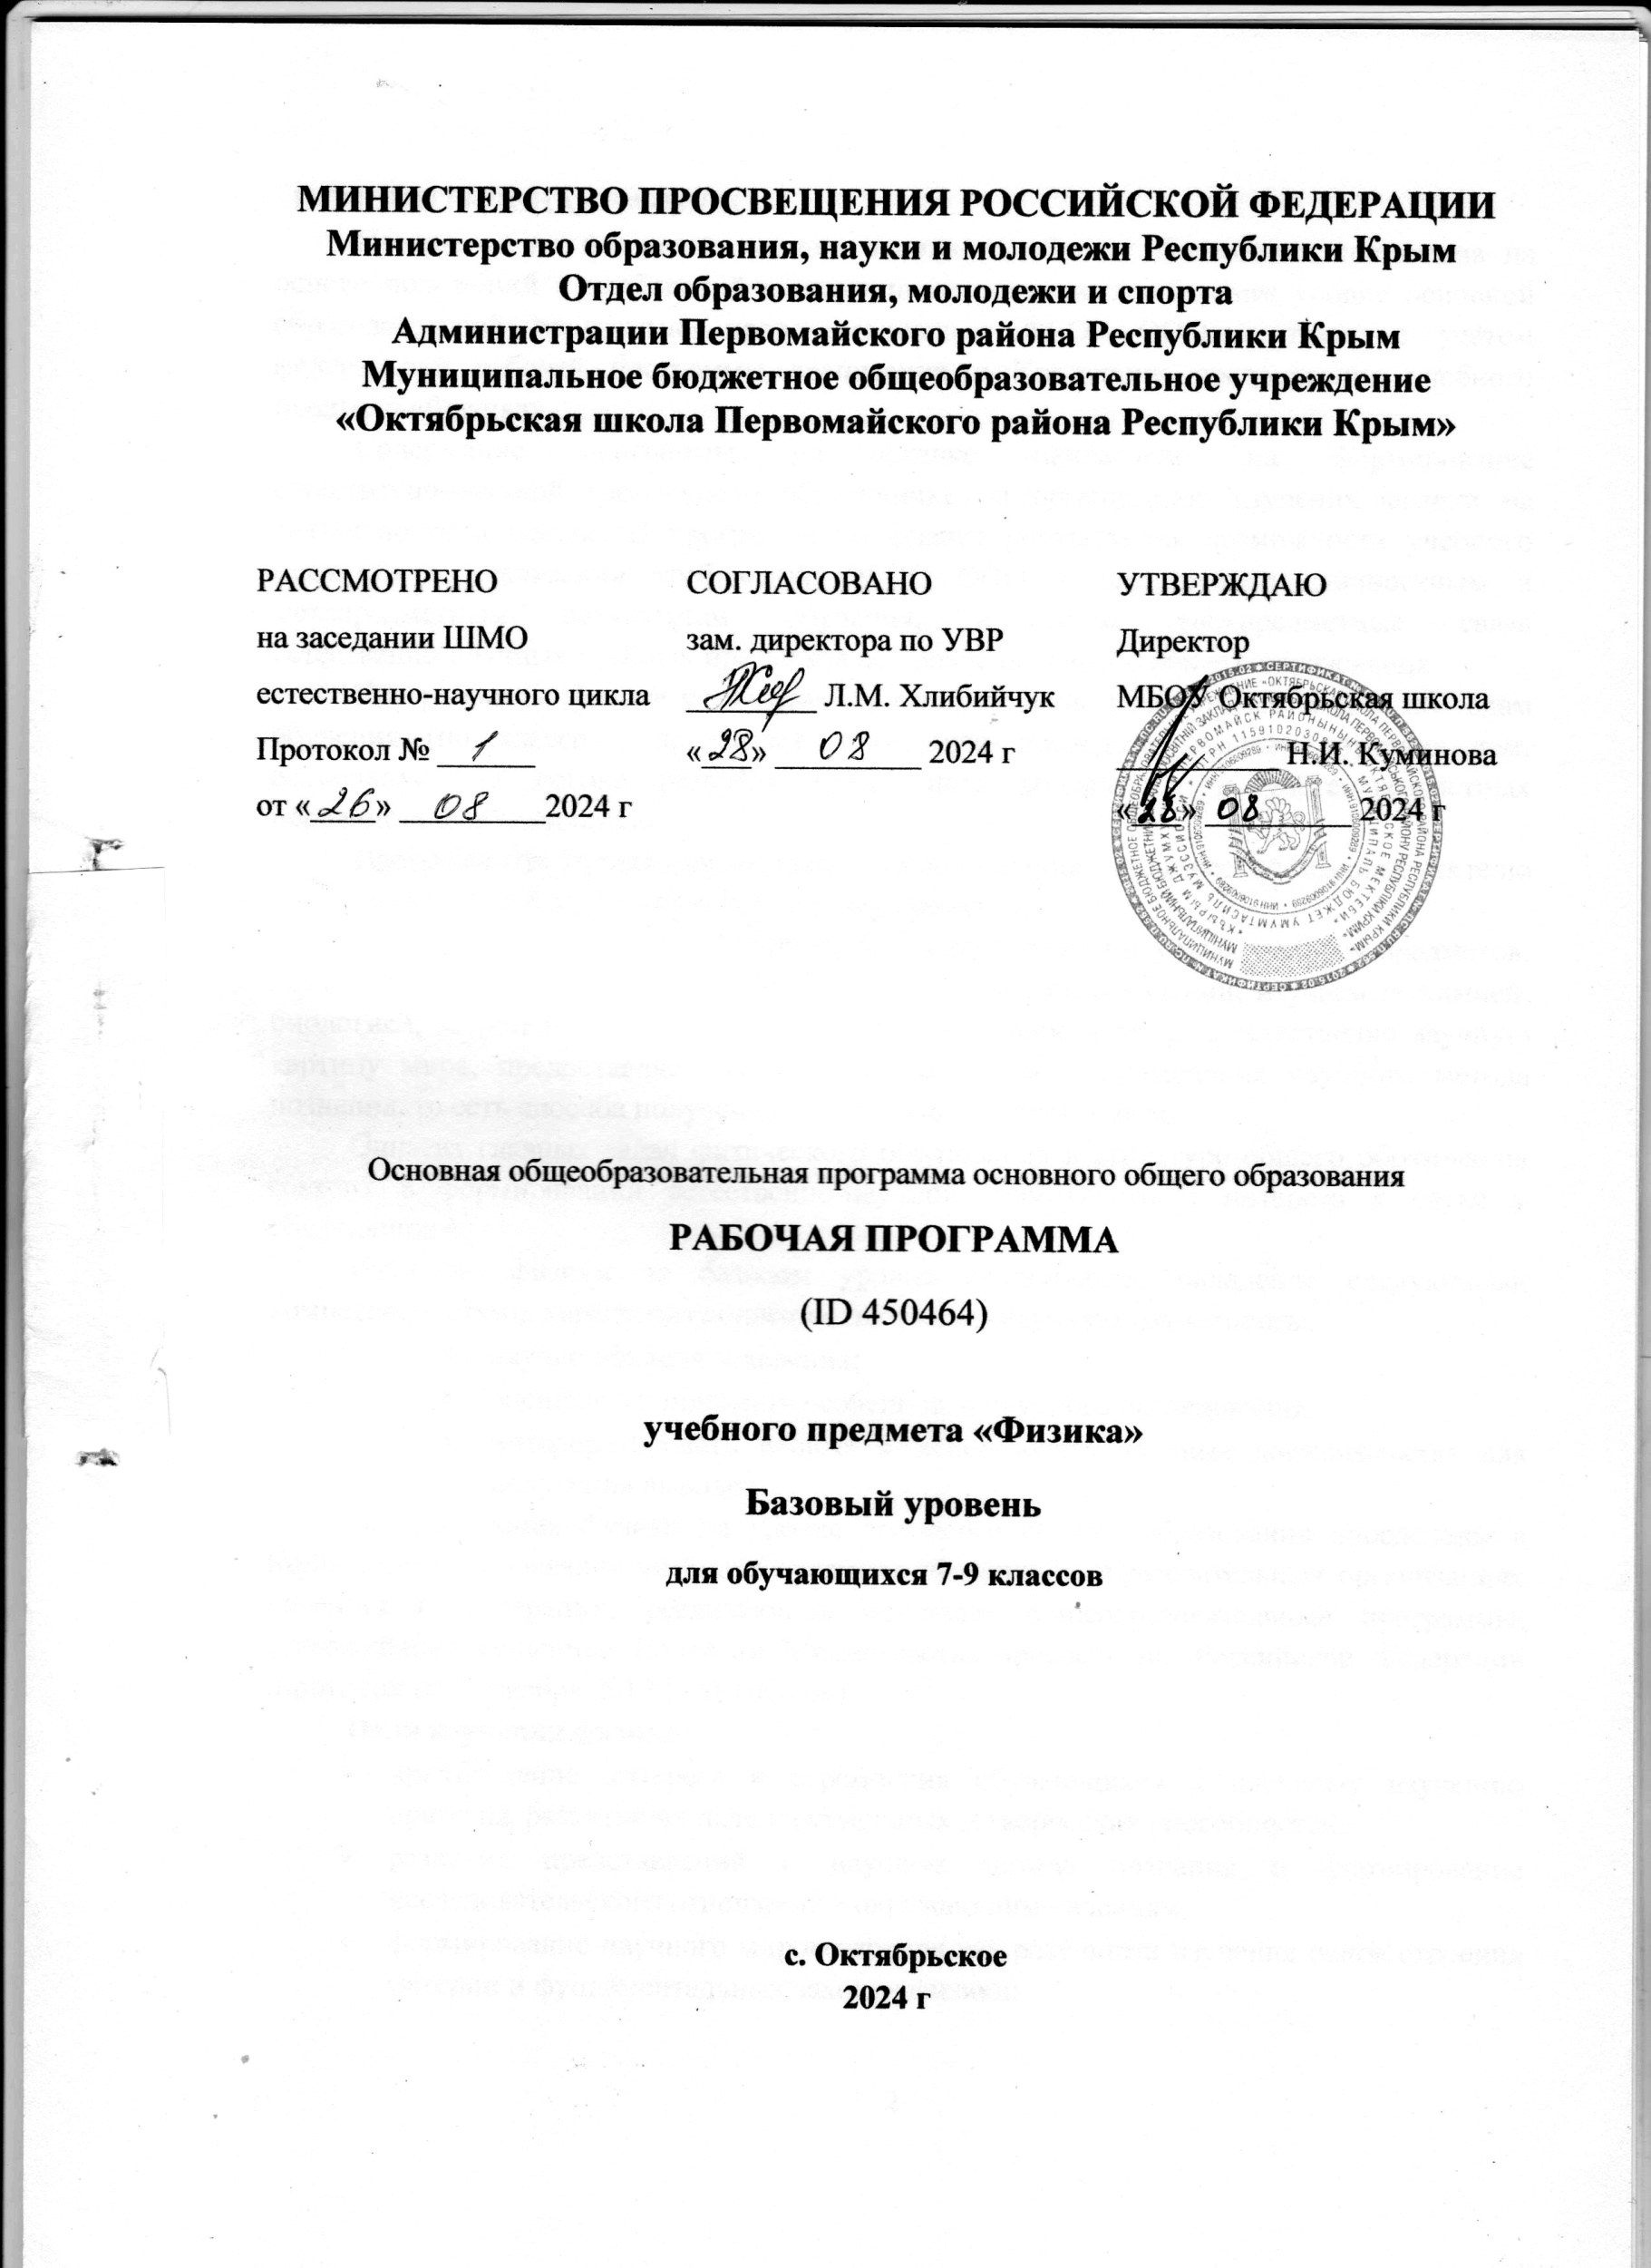 МИНИСТЕРСТВО ПРОСВЕЩЕНИЯ РОССИЙСКОЙ ФЕДЕРАЦИИ
Министерство образования, науки и молодежи Республики Крым
Отдел образования, молодежи и спорта
Администрации Первомайского района Республики Крым
Муниципальное бюджетное общеобразовательное учреждение
«Октябрьская школа Первомайского района Республики Крым»
РАССМОТРЕНО
на заседании ШМО
естественно-научного цикла
Протокол № 1
от «26» 08 2024 г
СОГЛАСОВАНО
зам. директора по УВР
Л.М. Хлибийчук
«28» 08 2024 г
УТВЕРЖДАЮ
Директор
МБОУ Октябрьская школа
Н.И. Куминова
«28» 08 2024 г
Основная общеобразовательная программа основного общего образования
РАБОЧАЯ ПРОГРАММА
(ID 450464)
учебного предмета «Физика»
Базовый уровень
для обучающихся 7-9 классов
с. Октябрьское
2024 г